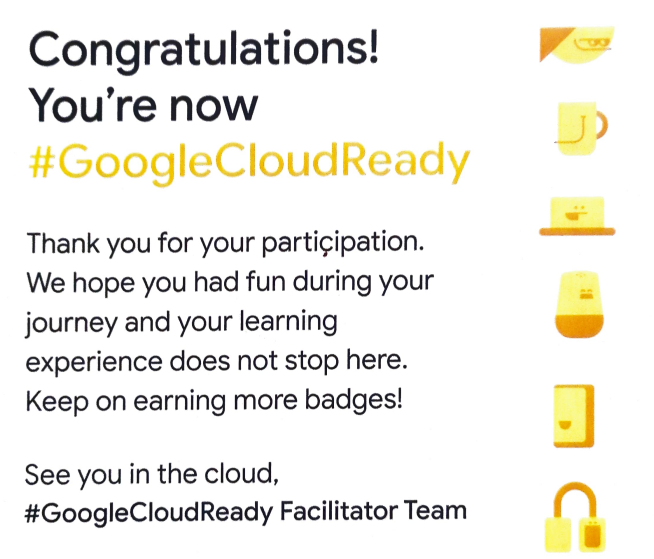 Congratulations!
You're now
#GoogleCloudReady
Thank you for your participation.
We hope you had fun during your
journey and your learning
experience does not stop here.
Keep on earning more badges!
See you in the cloud,
#GoogleCloudReady Facilitator Team